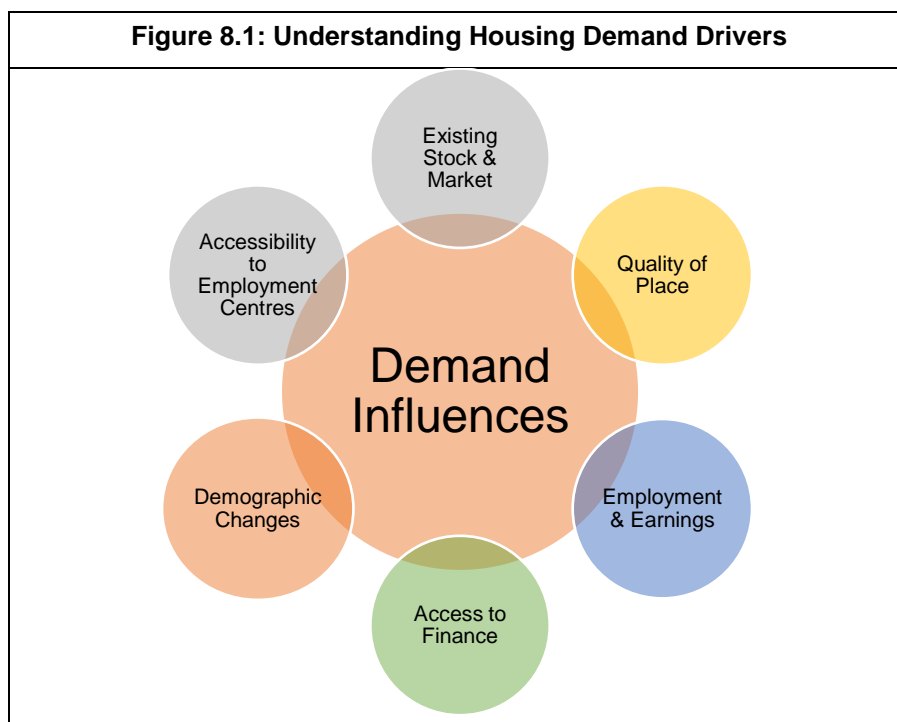 Figure 8.1: Understanding Housing Demand Drivers
Existing
Stock &
Market
Quality of
Place
Employment
& Earnings
Access to
Finance
Demographic
Changes
Accessibility
to
Employment
Centres
Demand
Influences